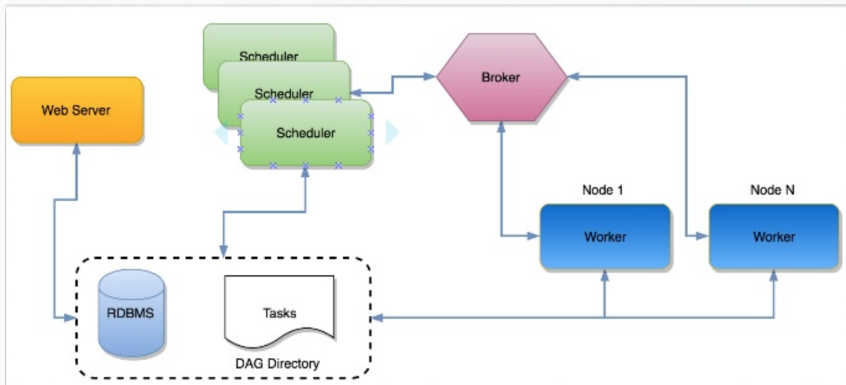 Scheduler
Scheduler
Scheduler
Broker
Web Server
Node 1
Node N
Worker
Worker
RDBMS
Tasks
DAG Directory